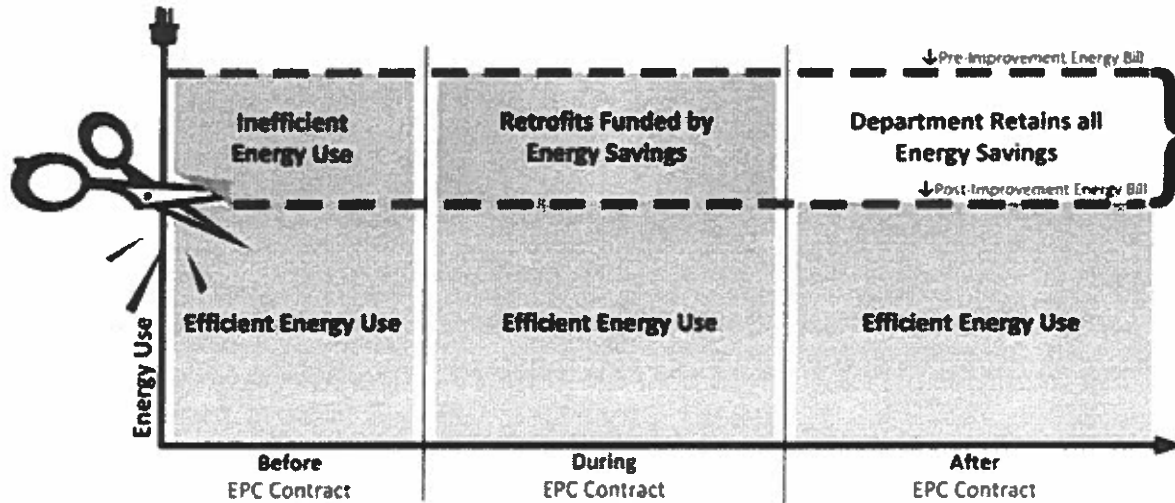 ↓Pre-Improvement Energy Bill
Inefficient
Energy Use
Retrofits Funded by
Energy Savings
Department Retains all
Energy Savings
↓Post-Improvement Energy Bill
Efficient Energy Use
Efficient Energy Use
Efficient Energy Use
Energy Use
Before
EPC Contract
During
EPC Contract
After
EPC Contract